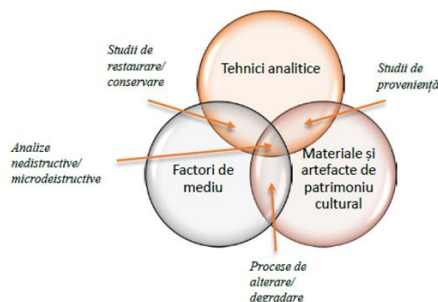 Studii de
restaurare/
conservare
Tehnici analitice
Studii de
proveniență
Analize
nedistructive/
microdeistructive
Factori de
mediu
Materiale și
artefacte de
patrimoniu
cultural
Procese de
alterare/
degradare